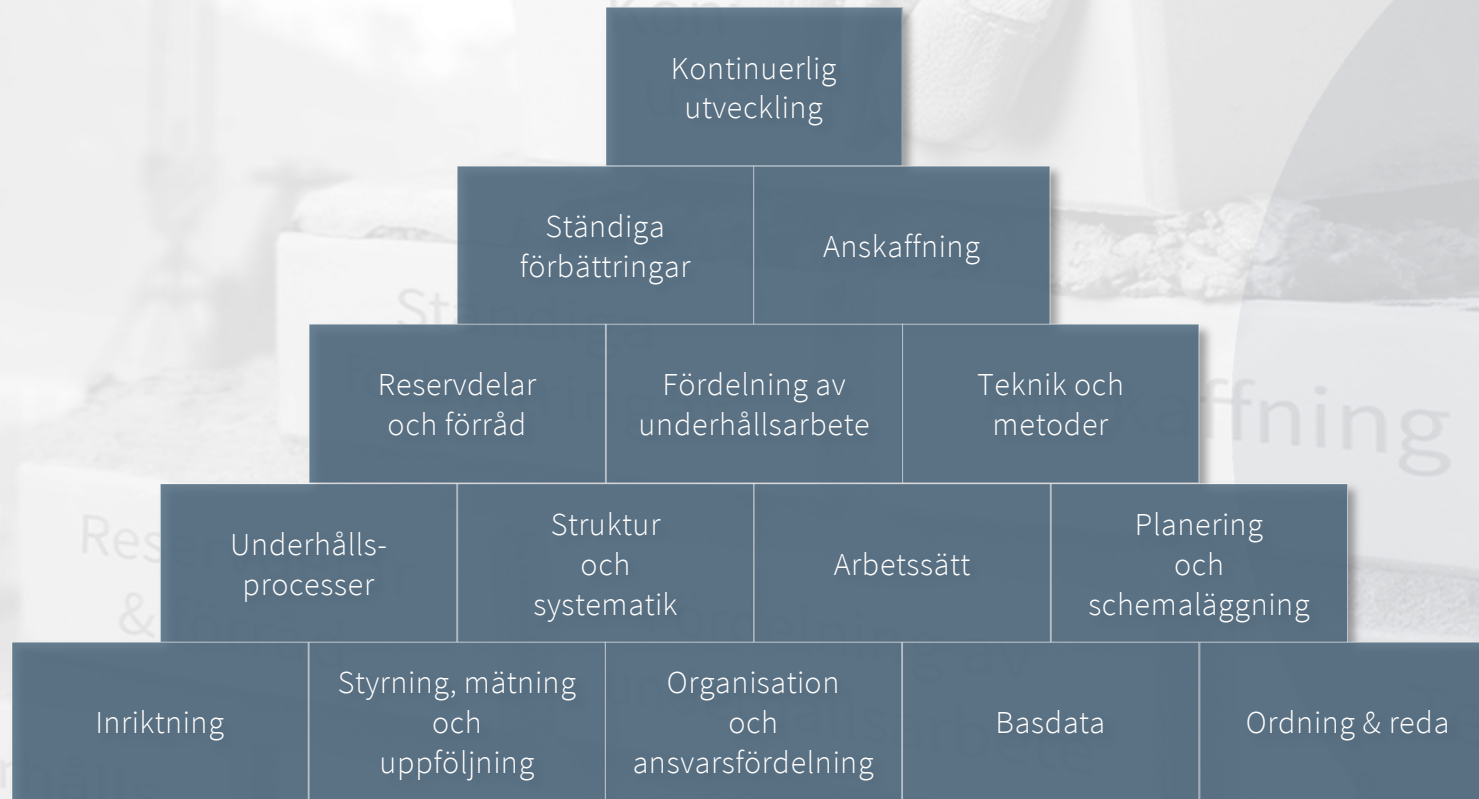 Kontinuerlig
utveckling
Ständiga
förbättringar
Anskaffning
Reservdelar
och förråd
Fördelning av
underhållsarbete
Teknik och
metoder
Underhålls-
processer
Struktur
och
systematik
Arbetssätt
Planering
och
schemaläggning
Inriktning
Styrning, mätning
och
uppföljning
Organisation
och
ansvarsfördelning
Basdata
Ordning & reda